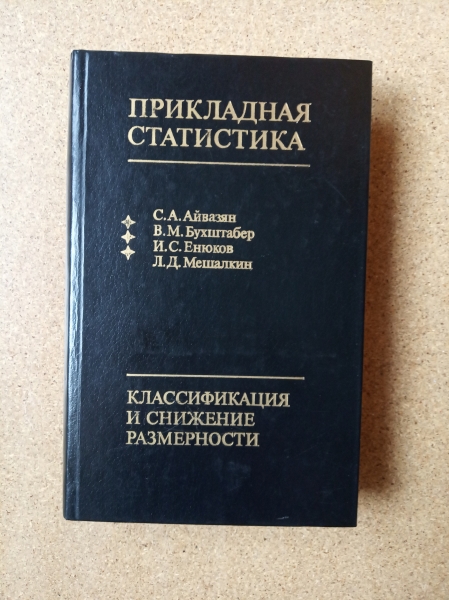 ПРИКЛАДНАЯ
СТАТИСТИКА
С.А.Айвазян
В.М.Бухштабер
И.С.Енюков
Л.Д.Мешалкин
КЛАССИФИКАЦИЯ
И СНИЖЕНИЕ
РАЗМЕРНОСТИ